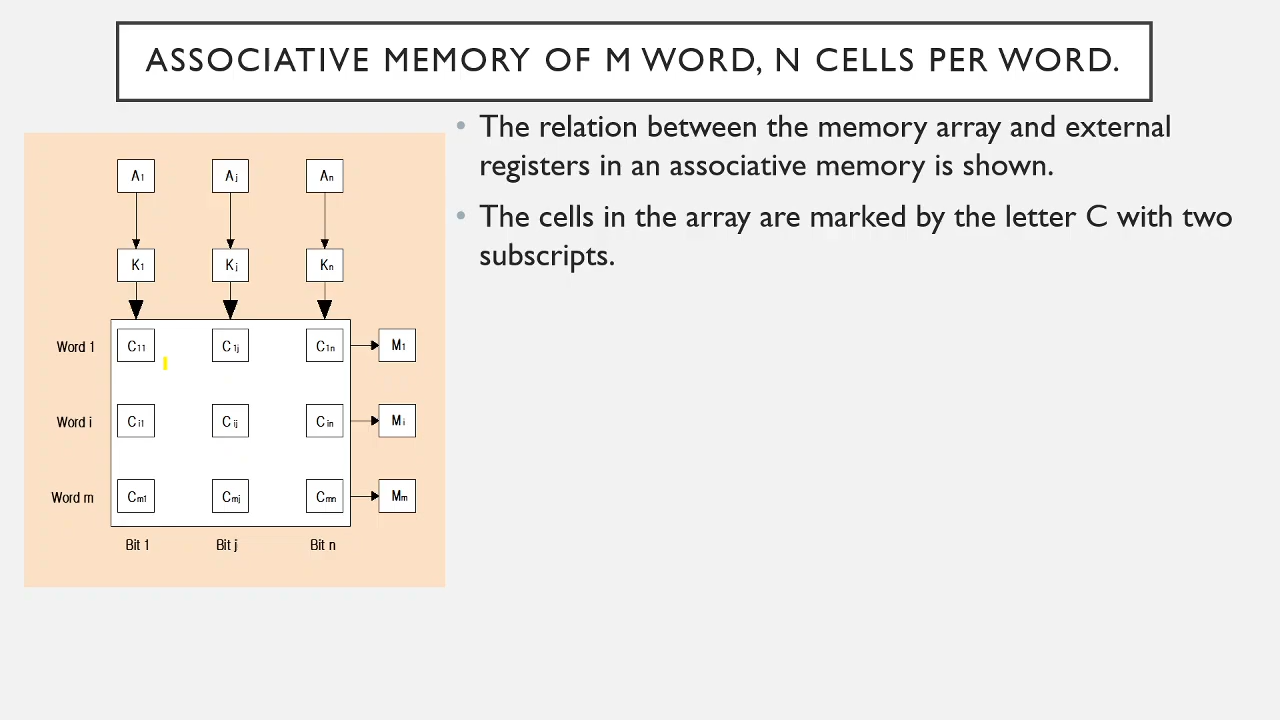 ASSOCIATIVE MEMORY OF M WORD, N CELLS PER WORD.
• The relation between the memory array and external
registers in an associative memory is shown.
• The cells in the array are marked by the letter C with two
subscripts.
A1 Aj An
K1 Kj Kn
Word 1 C11 C1j C1n M1
Word i Ci1 Cij Cin Mi
Word m Cm1 Cmj Cmn Mm
Bit 1 Bit j Bit n